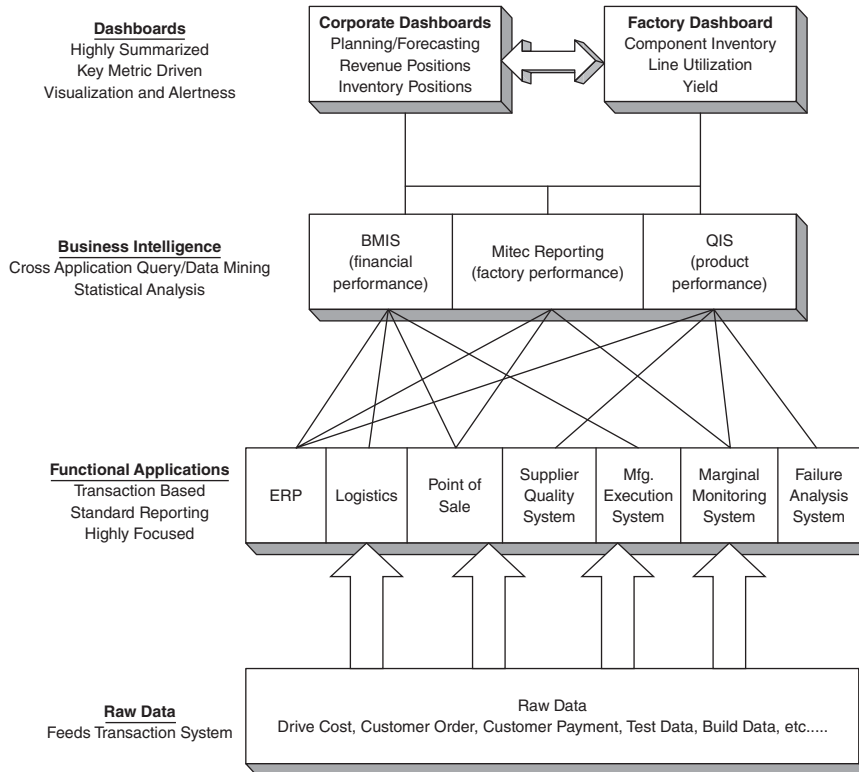 Dashboards
Highly Summarized
Key Metric Driven
Visualization and Alertness
Corporate Dashboards
Planning/Forecasting
Revenue Positions
Inventory Positions
Factory Dashboard
Component Inventory
Line Utilization
Yield
Business Intelligence
Cross Application Query/Data Mining
Statistical Analysis
BMIS
(financial
performance)
Mitec Reporting
(factory performance)
QIS
(product
performance)
Functional Applications
Transaction Based
Standard Reporting
Highly Focused
ERP
Logistics
Point of
Sale
Supplier
Quality
System
Mfg.
Execution
System
Marginal
Monitoring
System
Failure
Analysis
System
Raw Data
Feeds Transaction System
Raw Data
Drive Cost, Customer Order, Customer Payment, Test Data, Build Data, etc.....